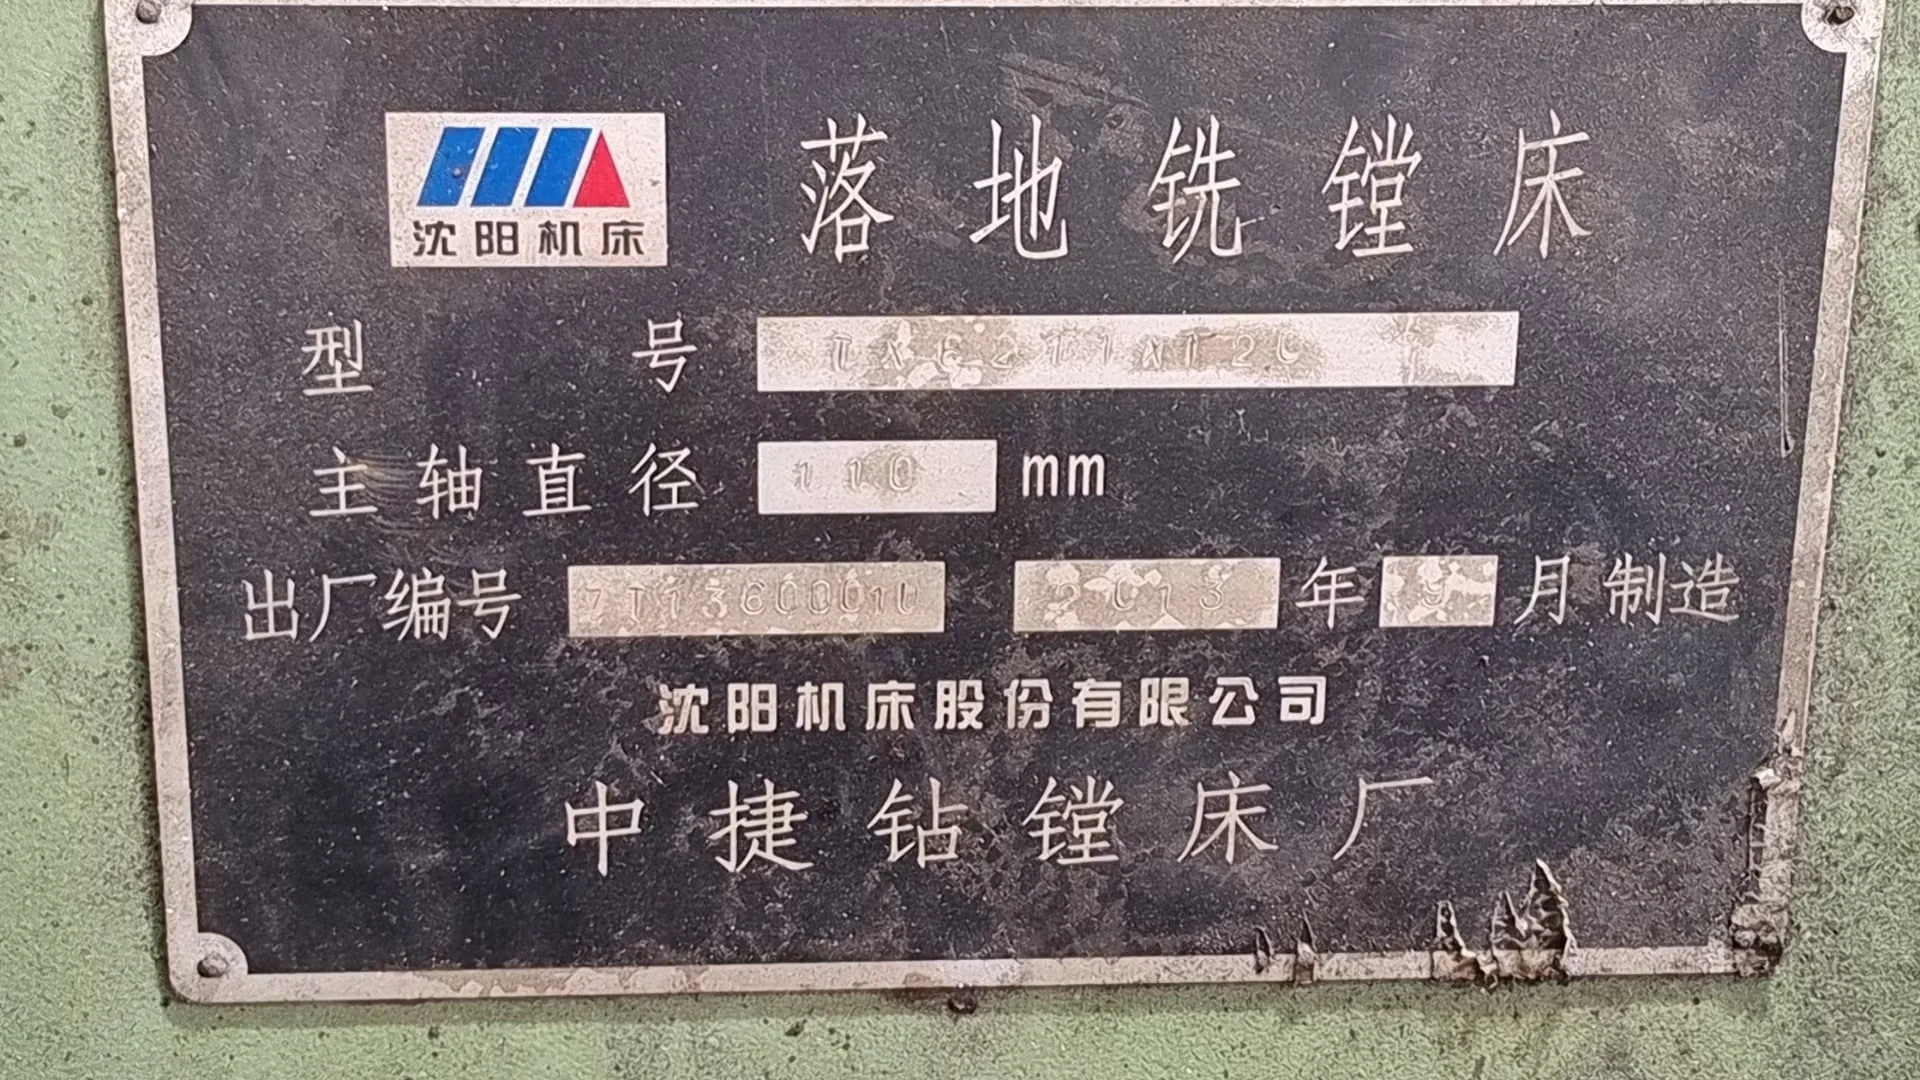 沈阳机床
落地铣镗床
型号
主轴直径 110 mm
出厂编号 2013 年 9 月制造
沈阳机床股份有限公司
中捷钻镗床厂